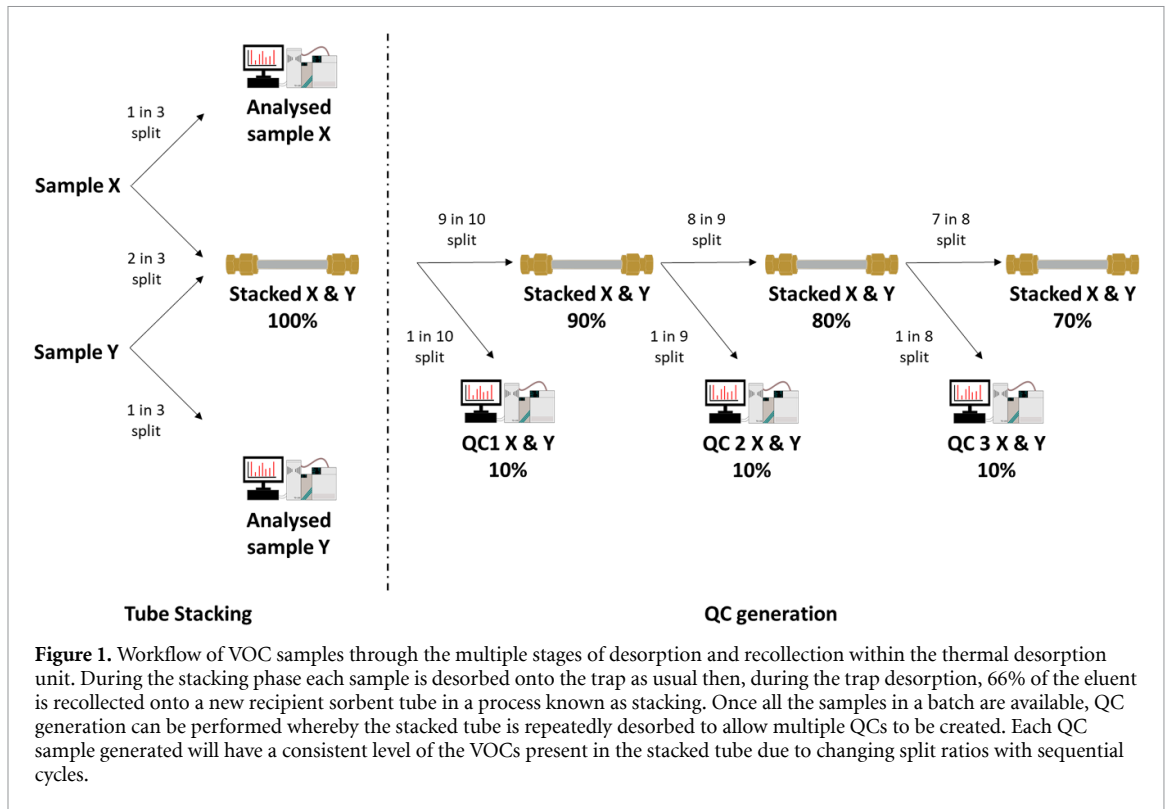 1 in 3
split
Analysed
sample X
Sample X
2 in 3
split
Stacked X & Y
100%
Sample Y
1 in 3
split
Analysed
sample Y
9 in 10
split
Stacked X & Y
90%
1 in 10
split
QC1 X & Y
10%
8 in 9
split
Stacked X & Y
80%
1 in 9
split
QC 2 X & Y
10%
7 in 8
split
Stacked X & Y
70%
1 in 8
split
QC 3 X & Y
10%
Tube Stacking
QC generation
Figure 1. Workflow of VOC samples through the multiple stages of desorption and recollection within the thermal desorption
unit. During the stacking phase each sample is desorbed onto the trap as usual then, during the trap desorption, 66% of the eluent
is recollected onto a new recipient sorbent tube in a process known as stacking. Once all the samples in a batch are available, QC
generation can be performed whereby the stacked tube is repeatedly desorbed to allow multiple QCs to be created. Each QC
sample generated will have a consistent level of the VOCs present in the stacked tube due to changing split ratios with sequential
cycles.